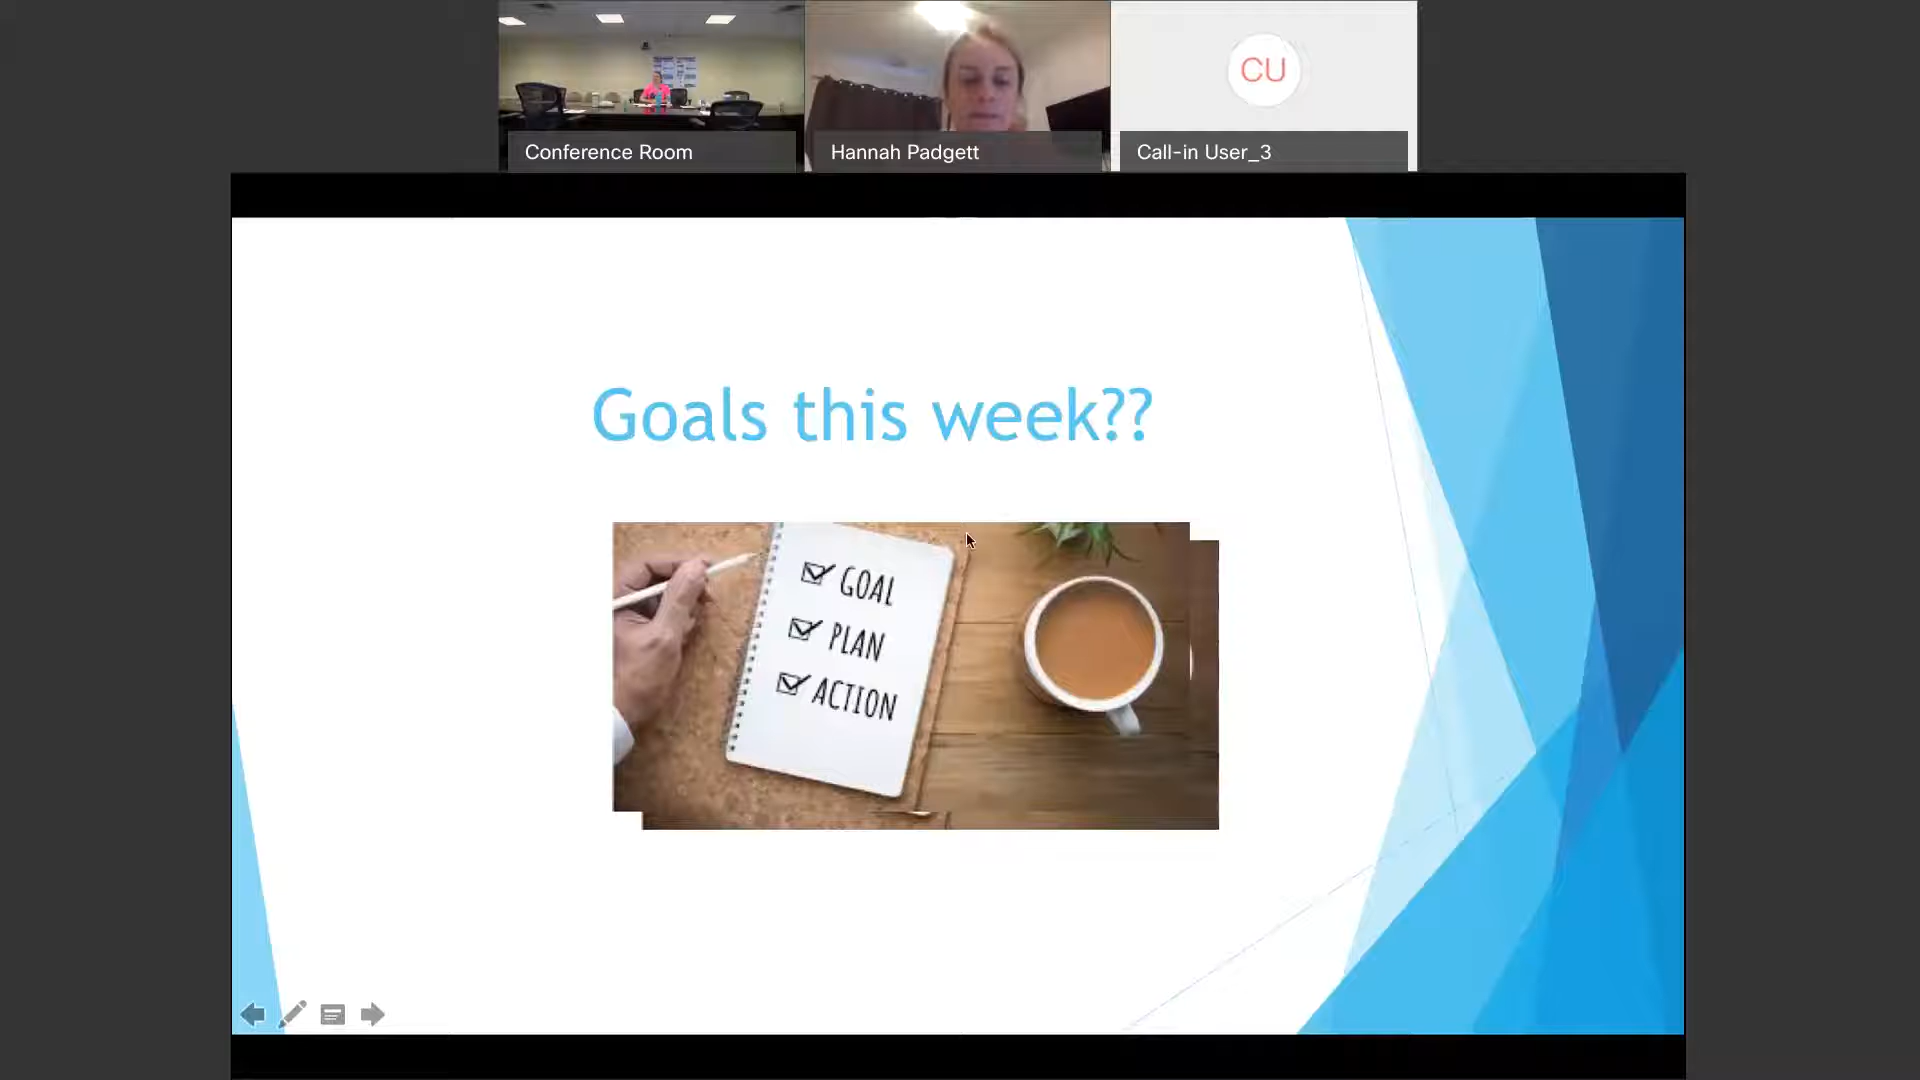 Conference Room
Hannah Padgett
CU
Call-in User_3
Goals this week??
GOAL
PLAN
ACTION